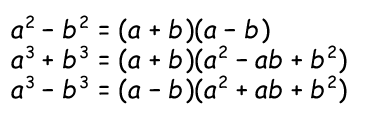 a² - b² = (a + b)(a - b)
a³ + b³ = (a + b)(a² - ab + b²)
a³ - b³ = (a - b)(a² + ab + b²)